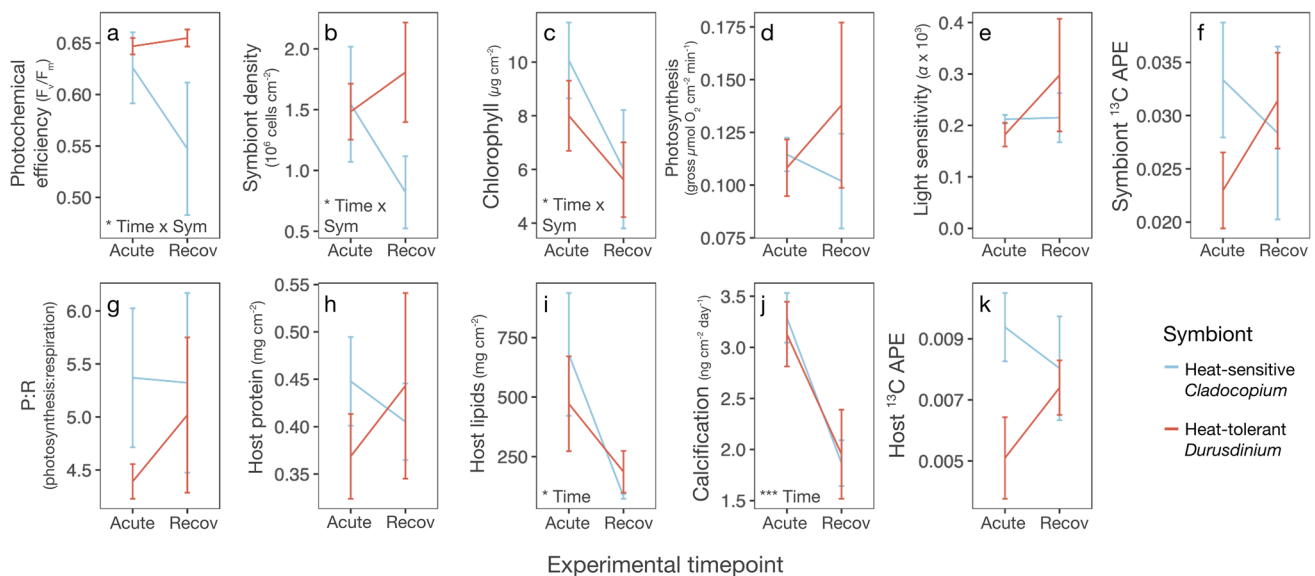 a
Photochemical
efficiency (Fv/Fm)
0.65
0.60
0.55
0.50
* Time x Sym
Acute Recov
b
Symbiont density
(10⁶ cells cm⁻²)
2.0
1.5
1.0
0.5
* Time x
Sym
Acute Recov
c
Chlorophyll (µg cm⁻²)
10
8
6
4
* Time x
Sym
Acute Recov
d
Photosynthesis
(gross µmol O₂ cm⁻² min⁻¹)
0.175
0.150
0.125
0.100
0.075
Acute Recov
e
Light sensitivity (α x 10³)
0.4
0.3
0.2
0.1
0.0
Acute Recov
f
Symbiont ¹³C APE
0.035
0.030
0.025
0.020
Acute Recov
g
P:R
(photosynthesis:respiration)
6.0
5.5
5.0
4.5
Acute Recov
h
Host protein (mg cm⁻²)
0.55
0.50
0.45
0.40
0.35
Acute Recov
i
Host lipids (mg cm⁻²)
750
500
250
* Time
Acute Recov
j
Calcification (ng cm⁻² day⁻¹)
3.5
3.0
2.5
2.0
1.5
*** Time
Acute Recov
k
Host ¹³C APE
0.009
0.007
0.005
Acute Recov
Symbiont
Heat-sensitive
Cladocopium
Heat-tolerant
Durusdinium
Experimental timepoint